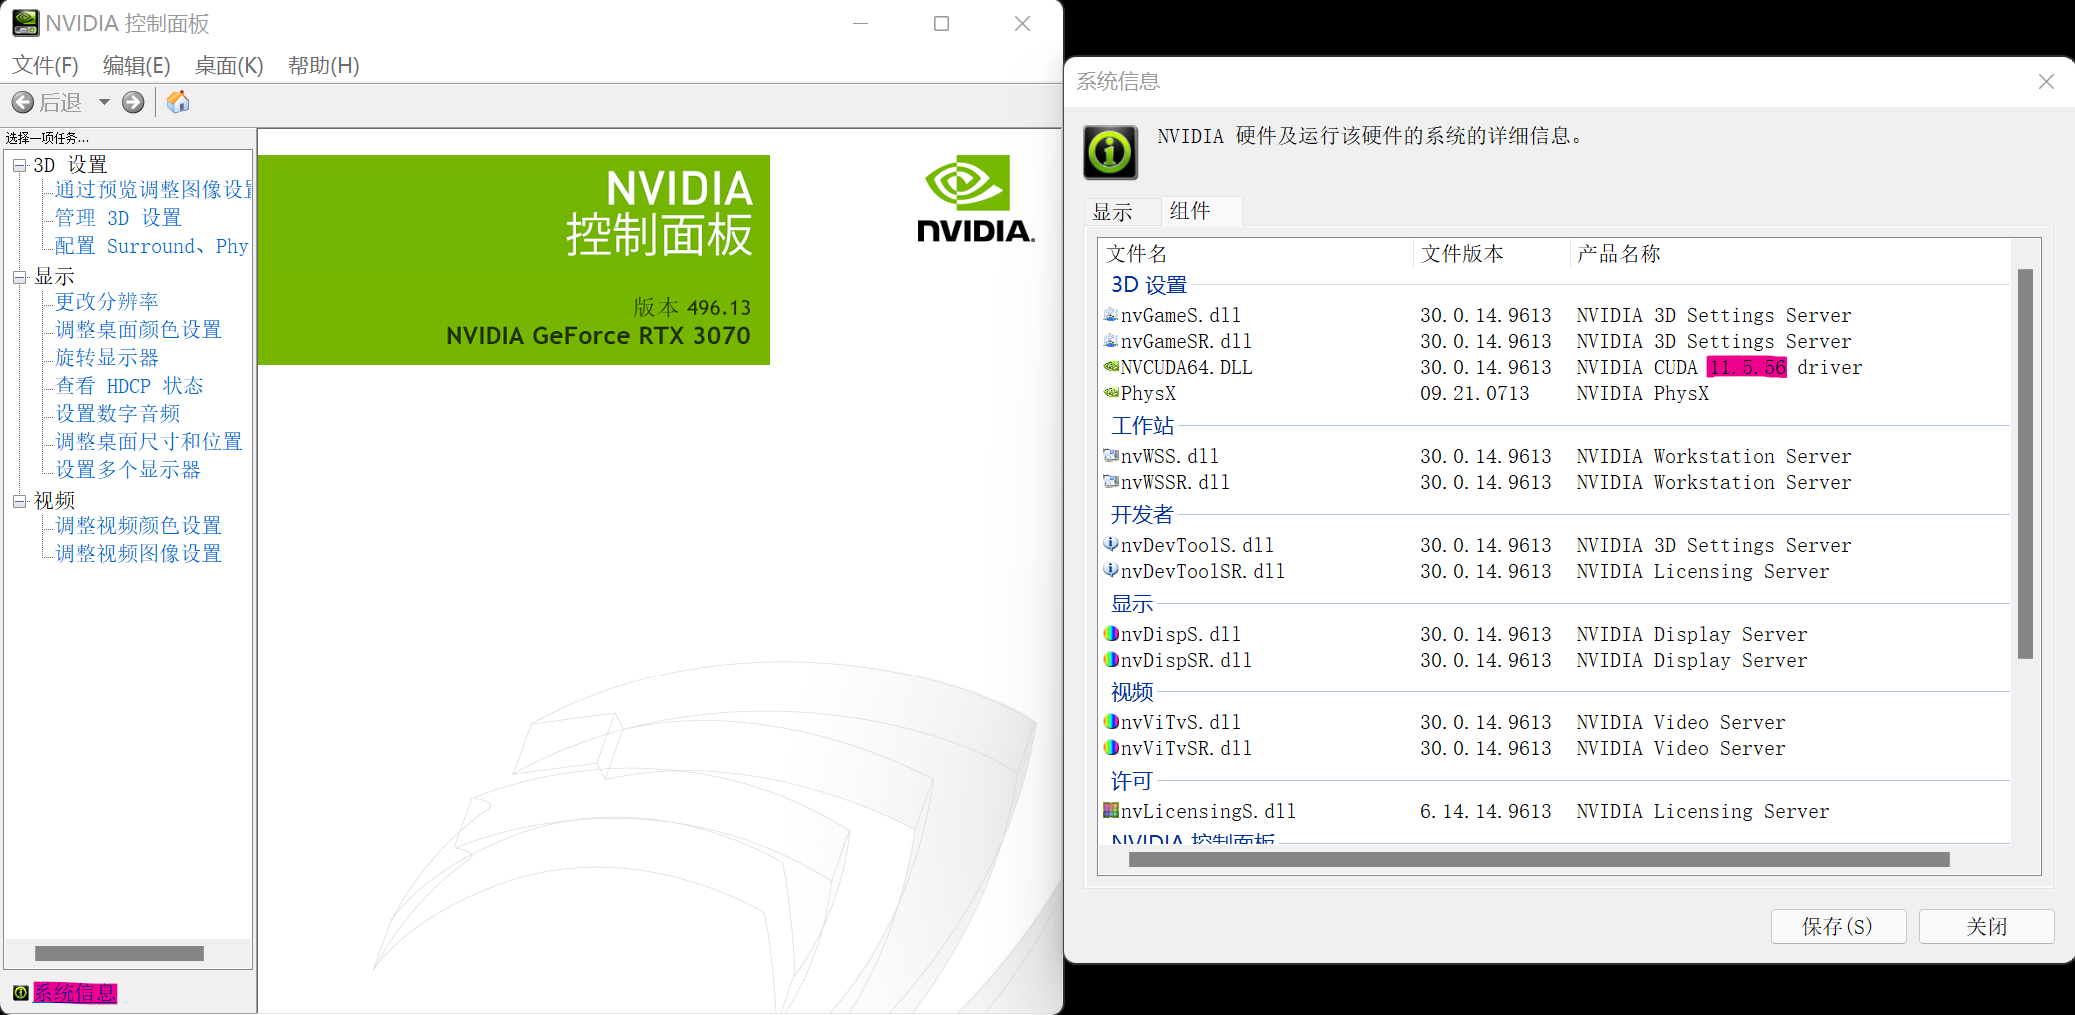 NVIDIA 控制面板
文件(F) 编辑(E) 桌面(K) 帮助(H)
后退
选择一项任务...
3D 设置
通过预览调整图像设置
管理 3D 设置
配置 Surround、Phy
显示
更改分辨率
调整桌面颜色设置
旋转显示器
查看 HDCP 状态
设置数字音频
调整桌面尺寸和位置
设置多个显示器
视频
调整视频颜色设置
调整视频图像设置
系统信息
NVIDIA
控制面板
版本 496.13
NVIDIA GeForce RTX 3070
NVIDIA.
系统信息
NVIDIA 硬件及运行该硬件的系统的详细信息。
显示 组件
文件名 文件版本 产品名称
3D 设置
nvGameS.dll 30.0.14.9613 NVIDIA 3D Settings Server
nvGameSR.dll 30.0.14.9613 NVIDIA 3D Settings Server
NVCUDA64.DLL 30.0.14.9613 NVIDIA CUDA 11.5.56 driver
PhysX 09.21.0713 NVIDIA PhysX
工作站
nvWSS.dll 30.0.14.9613 NVIDIA Workstation Server
nvWSSR.dll 30.0.14.9613 NVIDIA Workstation Server
开发者
nvDevToolS.dll 30.0.14.9613 NVIDIA 3D Settings Server
nvDevToolSR.dll 30.0.14.9613 NVIDIA Licensing Server
显示
nvDispS.dll 30.0.14.9613 NVIDIA Display Server
nvDispSR.dll 30.0.14.9613 NVIDIA Display Server
视频
nvViTvS.dll 30.0.14.9613 NVIDIA Video Server
nvViTvSR.dll 30.0.14.9613 NVIDIA Video Server
许可
nvLicensingS.dll 6.14.14.9613 NVIDIA Licensing Server
NVIDIA 控制面板
保存(S) 关闭